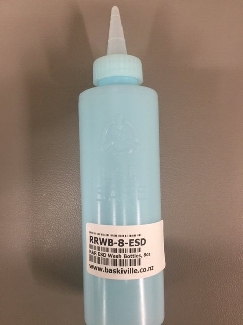 RRWB-8-ESD
R&R ESD Wash Bottles, 8oz
www.baskiville.co.nz